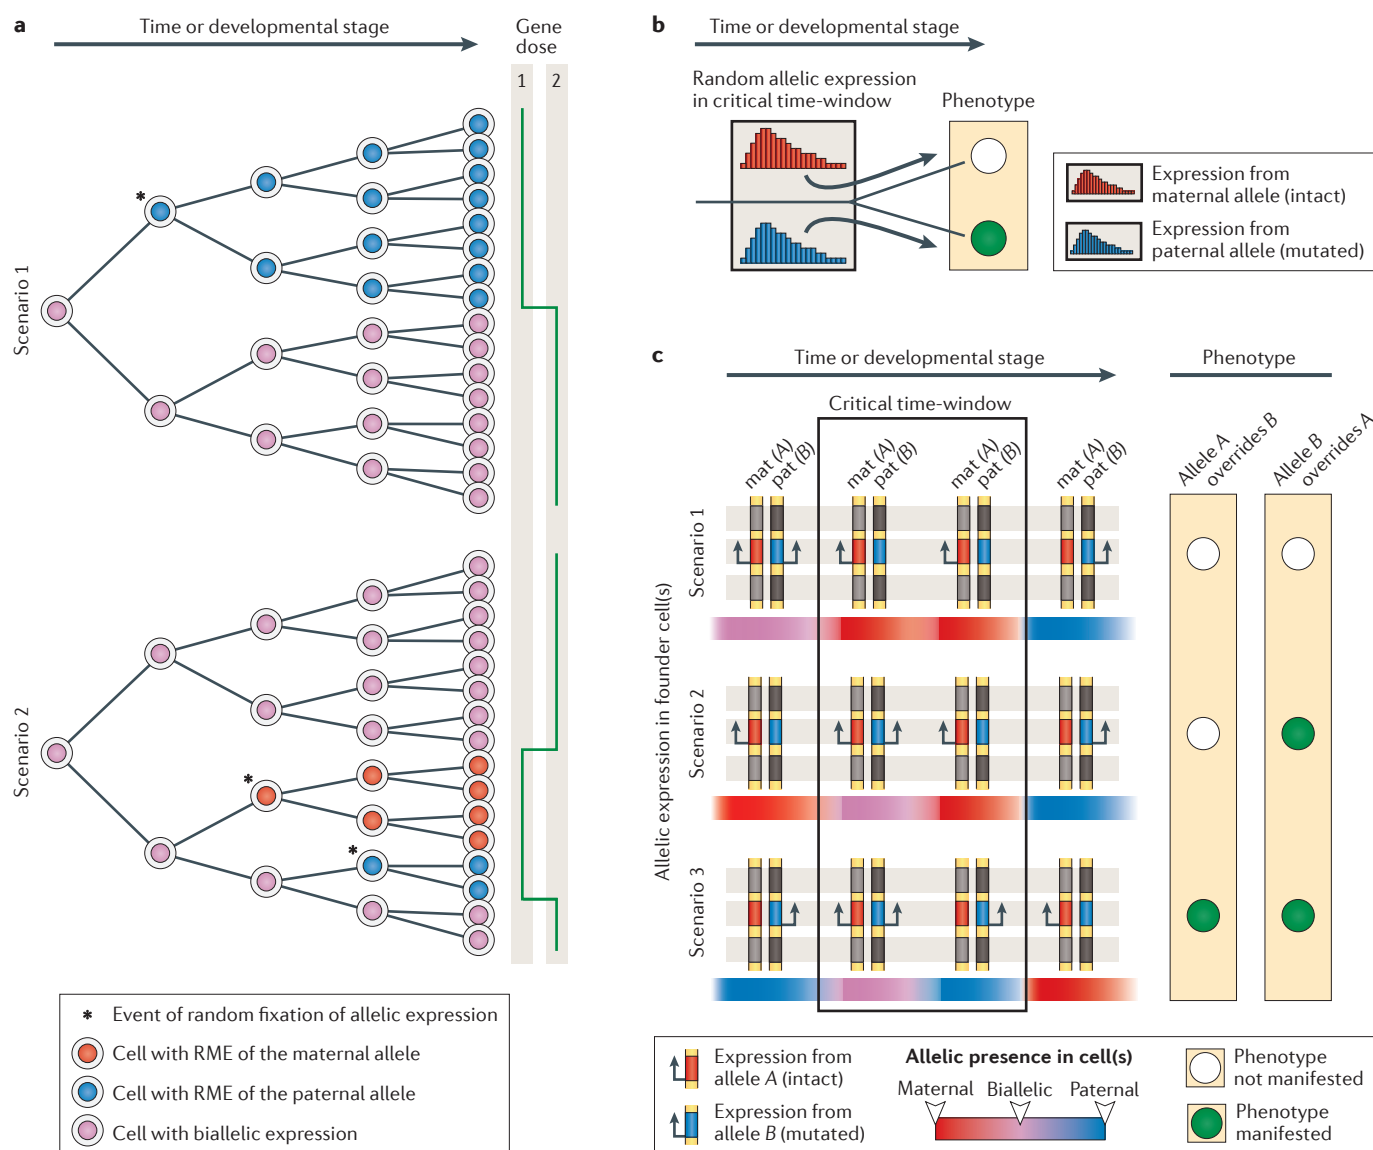 a
Time or developmental stage
Gene
dose
1
2
Scenario 1
*
Scenario 2
*
*
* Event of random fixation of allelic expression
Cell with RME of the maternal allele
Cell with RME of the paternal allele
Cell with biallelic expression
b
Time or developmental stage
Random allelic expression
in critical time-window
Phenotype
Expression from
maternal allele (intact)
Expression from
paternal allele (mutated)
c
Time or developmental stage
Phenotype
Critical time-window
mat (A)
pat (B)
mat (A)
pat (B)
mat (A)
pat (B)
mat (A)
pat (B)
Allele A
overrides B
Allele B
overrides A
Allelic expression in founder cell(s)
Scenario 1
Scenario 2
Scenario 3
Expression from
allele A (intact)
Expression from
allele B (mutated)
Allelic presence in cell(s)
Maternal
Biallelic
Paternal
Phenotype
not manifested
Phenotype
manifested